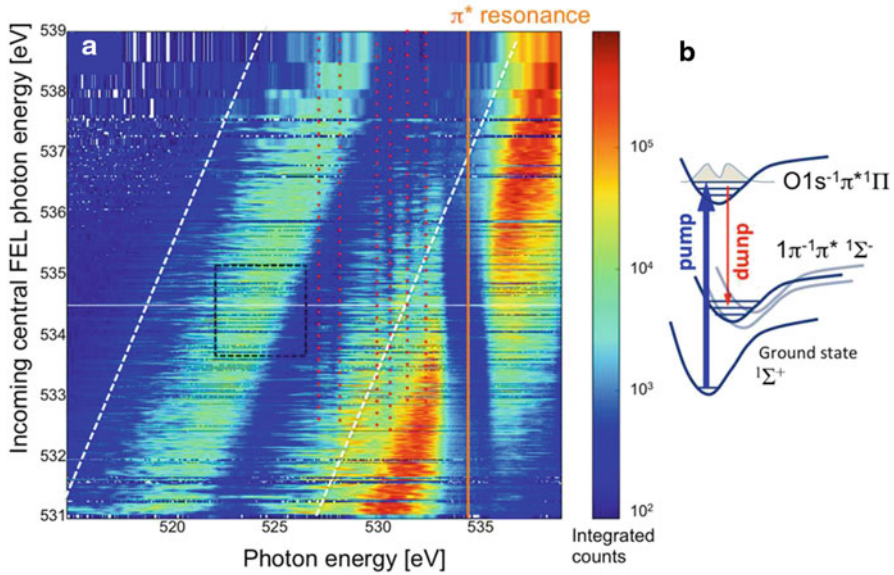 π* resonance
a
b
Incoming central FEL photon energy [eV]
539
538
537
536
535
534
533
532
531
520
525
530
535
Photon energy [eV]
10⁵
10⁴
10³
10²
Integrated
counts
O1s⁻¹π*¹Π
pump
dump
1π⁻¹π* ¹Σ⁻
Ground state
¹Σ⁺